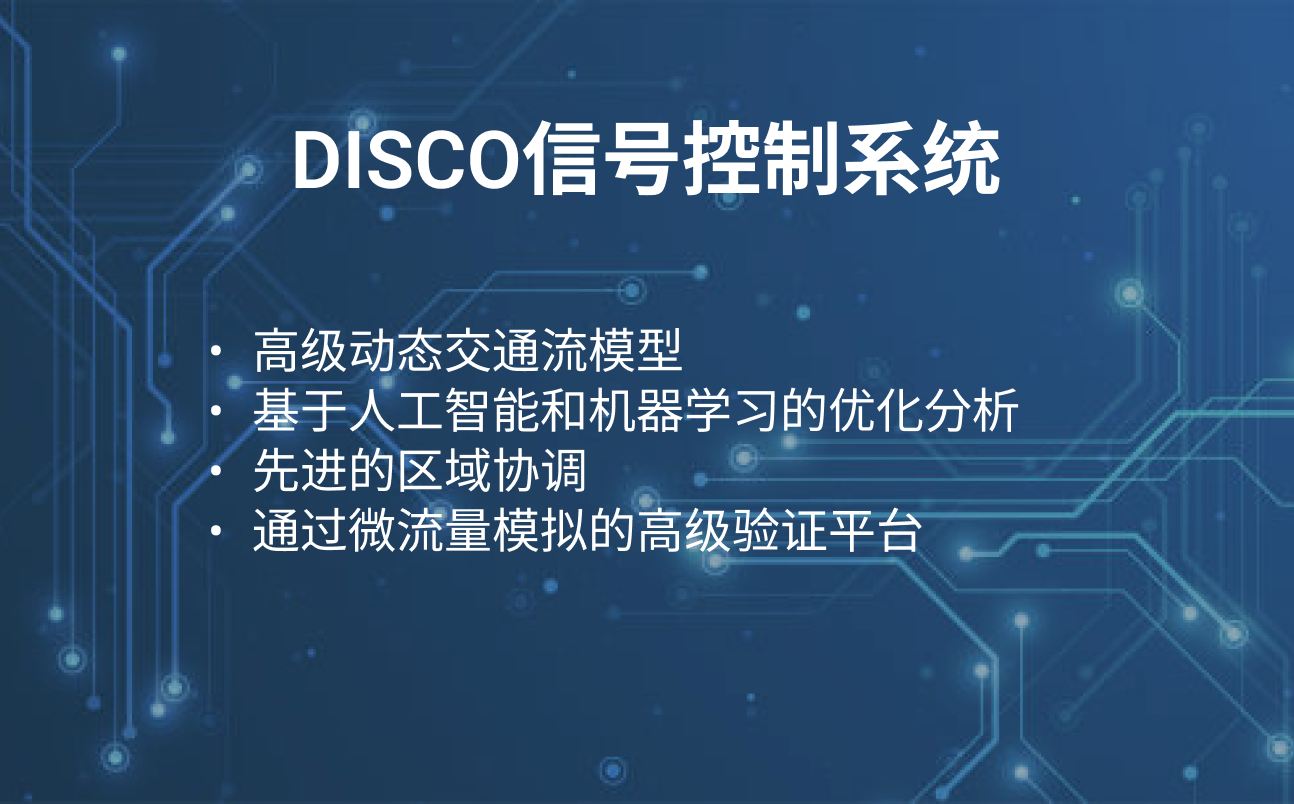 DISCO信号控制系统
• 高级动态交通流模型
• 基于人工智能和机器学习的优化分析
• 先进的区域协调
• 通过微流量模拟的高级验证平台